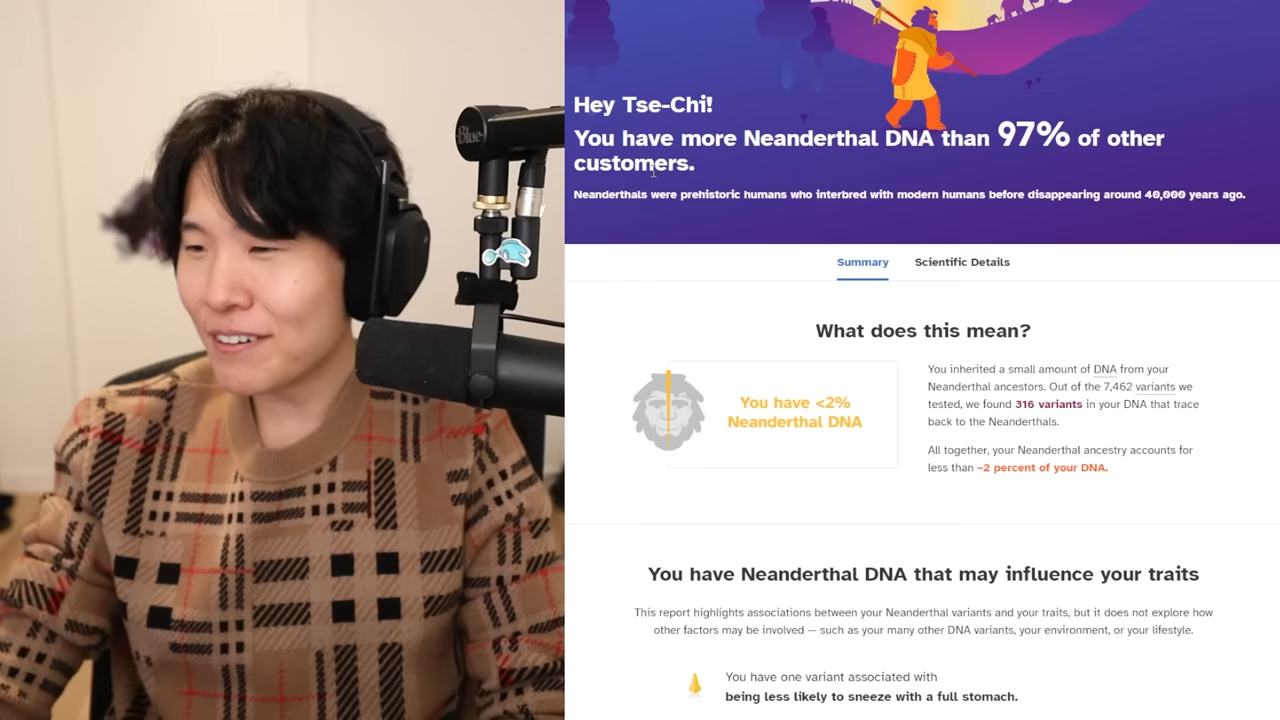 Blue
Hey Tse-Chi!
You have more Neanderthal DNA than 97% of other
customers.
Neanderthals were prehistoric humans who interbred with modern humans before disappearing around 40,000 years ago.
Summary
Scientific Details
What does this mean?
You have <2%
Neanderthal DNA
You inherited a small amount of DNA from your
Neanderthal ancestors. Out of the 7,462 variants we
tested, we found 316 variants in your DNA that trace
back to the Neanderthals.
All together, your Neanderthal ancestry accounts for
less than ~2 percent of your DNA.
You have Neanderthal DNA that may influence your traits
This report highlights associations between your Neanderthal variants and your traits, but it does not explore how
other factors may be involved — such as your many other DNA variants, your environment, or your lifestyle.
You have one variant associated with
being less likely to sneeze with a full stomach.